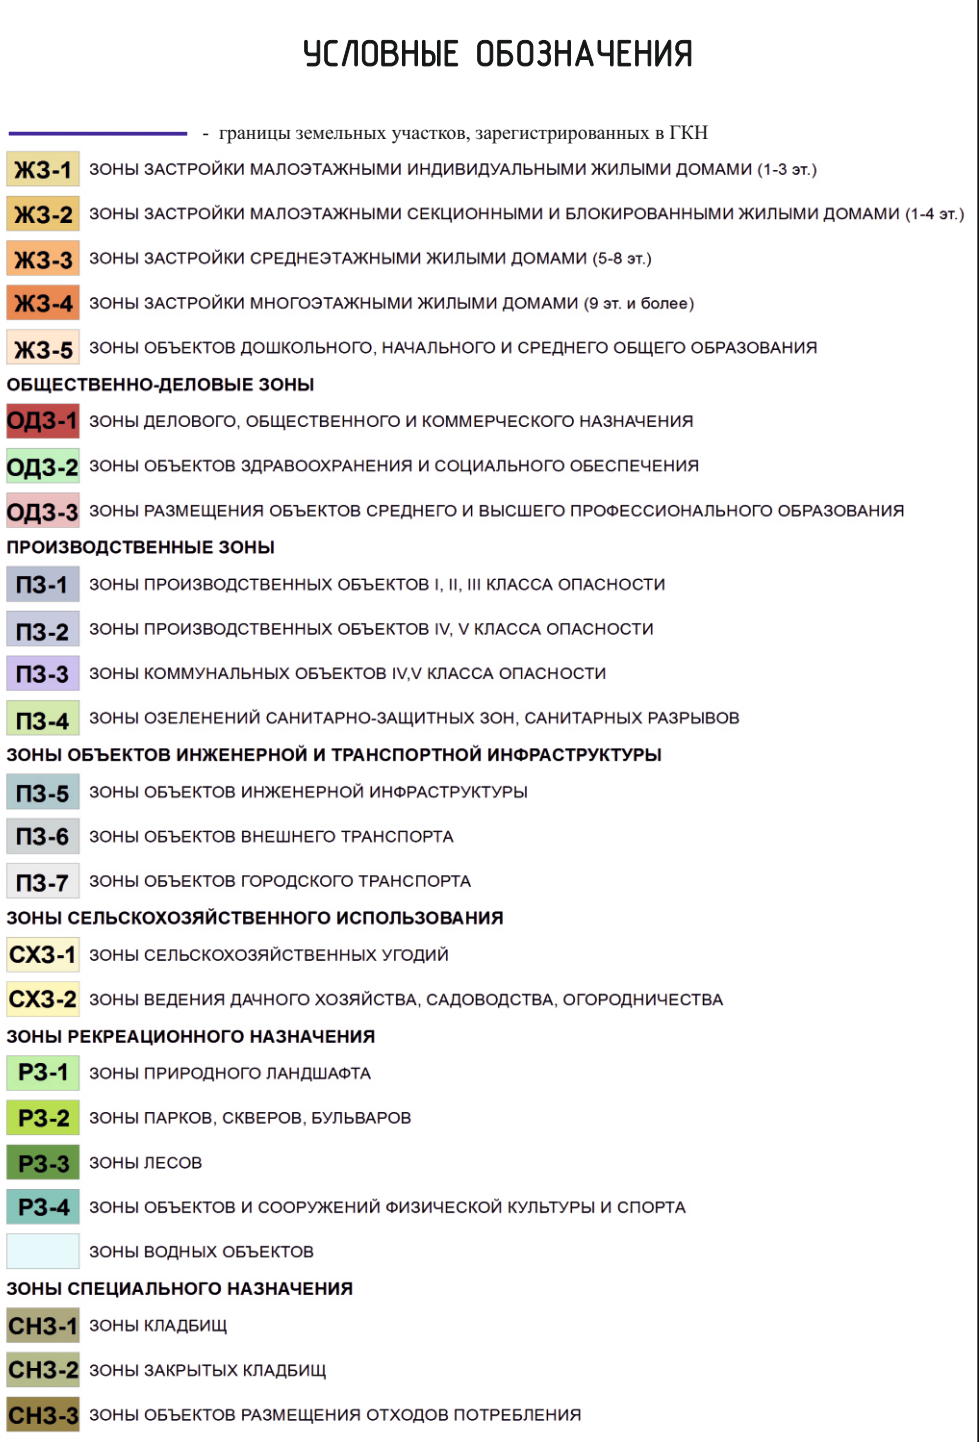 УСЛОВНЫЕ ОБОЗНАЧЕНИЯ
- границы земельных участков, зарегистрированных в ГКН
ЖЗ-1 ЗОНЫ ЗАСТРОЙКИ МАЛОЭТАЖНЫМИ ИНДИВИДУАЛЬНЫМИ ЖИЛЫМИ ДОМАМИ (1-3 эт.)
ЖЗ-2 ЗОНЫ ЗАСТРОЙКИ МАЛОЭТАЖНЫМИ СЕКЦИОННЫМИ И БЛОКИРОВАННЫМИ ЖИЛЫМИ ДОМАМИ (1-4 эт.)
ЖЗ-3 ЗОНЫ ЗАСТРОЙКИ СРЕДНЕЭТАЖНЫМИ ЖИЛЫМИ ДОМАМИ (5-8 эт.)
ЖЗ-4 ЗОНЫ ЗАСТРОЙКИ МНОГОЭТАЖНЫМИ ЖИЛЫМИ ДОМАМИ (9 эт. и более)
ЖЗ-5 ЗОНЫ ОБЪЕКТОВ ДОШКОЛЬНОГО, НАЧАЛЬНОГО И СРЕДНЕГО ОБЩЕГО ОБРАЗОВАНИЯ
ОБЩЕСТВЕННО-ДЕЛОВЫЕ ЗОНЫ
ОДЗ-1 ЗОНЫ ДЕЛОВОГО, ОБЩЕСТВЕННОГО И КОММЕРЧЕСКОГО НАЗНАЧЕНИЯ
ОДЗ-2 ЗОНЫ ОБЪЕКТОВ ЗДРАВООХРАНЕНИЯ И СОЦИАЛЬНОГО ОБЕСПЕЧЕНИЯ
ОДЗ-3 ЗОНЫ РАЗМЕЩЕНИЯ ОБЪЕКТОВ СРЕДНЕГО И ВЫСШЕГО ПРОФЕССИОНАЛЬНОГО ОБРАЗОВАНИЯ
ПРОИЗВОДСТВЕННЫЕ ЗОНЫ
ПЗ-1 ЗОНЫ ПРОИЗВОДСТВЕННЫХ ОБЪЕКТОВ I, II, III КЛАССА ОПАСНОСТИ
ПЗ-2 ЗОНЫ ПРОИЗВОДСТВЕННЫХ ОБЪЕКТОВ IV, V КЛАССА ОПАСНОСТИ
ПЗ-3 ЗОНЫ КОММУНАЛЬНЫХ ОБЪЕКТОВ IV,V КЛАССА ОПАСНОСТИ
ПЗ-4 ЗОНЫ ОЗЕЛЕНЕНИЙ САНИТАРНО-ЗАЩИТНЫХ ЗОН, САНИТАРНЫХ РАЗРЫВОВ
ЗОНЫ ОБЪЕКТОВ ИНЖЕНЕРНОЙ И ТРАНСПОРТНОЙ ИНФРАСТРУКТУРЫ
ПЗ-5 ЗОНЫ ОБЪЕКТОВ ИНЖЕНЕРНОЙ ИНФРАСТРУКТУРЫ
ПЗ-6 ЗОНЫ ОБЪЕКТОВ ВНЕШНЕГО ТРАНСПОРТА
ПЗ-7 ЗОНЫ ОБЪЕКТОВ ГОРОДСКОГО ТРАНСПОРТА
ЗОНЫ СЕЛЬСКОХОЗЯЙСТВЕННОГО ИСПОЛЬЗОВАНИЯ
СХЗ-1 ЗОНЫ СЕЛЬСКОХОЗЯЙСТВЕННЫХ УГОДИЙ
СХЗ-2 ЗОНЫ ВЕДЕНИЯ ДАЧНОГО ХОЗЯЙСТВА, САДОВОДСТВА, ОГОРОДНИЧЕСТВА
ЗОНЫ РЕКРЕАЦИОННОГО НАЗНАЧЕНИЯ
РЗ-1 ЗОНЫ ПРИРОДНОГО ЛАНДШАФТА
РЗ-2 ЗОНЫ ПАРКОВ, СКВЕРОВ, БУЛЬВАРОВ
РЗ-3 ЗОНЫ ЛЕСОВ
РЗ-4 ЗОНЫ ОБЪЕКТОВ И СООРУЖЕНИЙ ФИЗИЧЕСКОЙ КУЛЬТУРЫ И СПОРТА
ЗОНЫ ВОДНЫХ ОБЪЕКТОВ
ЗОНЫ СПЕЦИАЛЬНОГО НАЗНАЧЕНИЯ
СНЗ-1 ЗОНЫ КЛАДБИЩ
СНЗ-2 ЗОНЫ ЗАКРЫТЫХ КЛАДБИЩ
СНЗ-3 ЗОНЫ ОБЪЕКТОВ РАЗМЕЩЕНИЯ ОТХОДОВ ПОТРЕБЛЕНИЯ